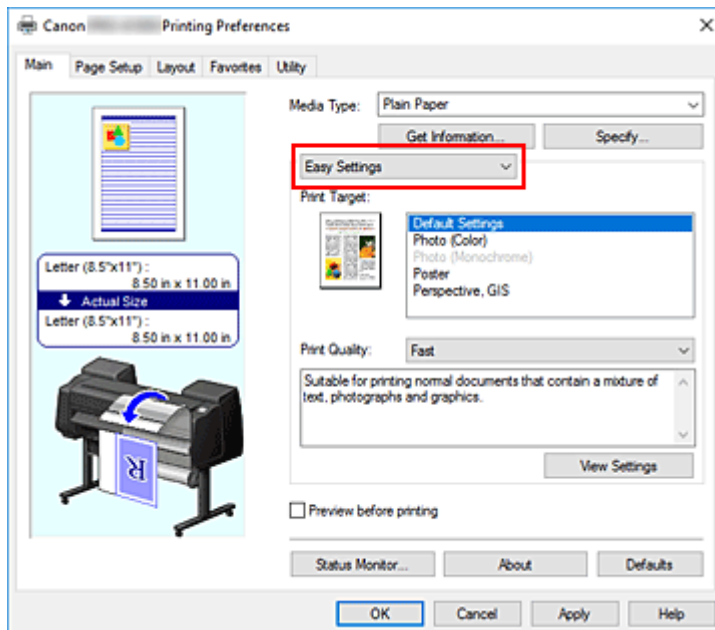 Canon Printing Preferences
Main Page Setup Layout Favorites Utility
Media Type: Plain Paper
Get Information... Specify...
Easy Settings
Print Target:
Default Settings
Photo (Color)
Photo (Monochrome)
Poster
Perspective, GIS
Letter (8.5"x11") :
8.50 in x 11.00 in
Actual Size
Letter (8.5"x11") :
8.50 in x 11.00 in
R
Print Quality: Fast
Suitable for printing normal documents that contain a mixture of
text, photographs and graphics.
View Settings
Preview before printing
Status Monitor... About Defaults
OK Cancel Apply Help